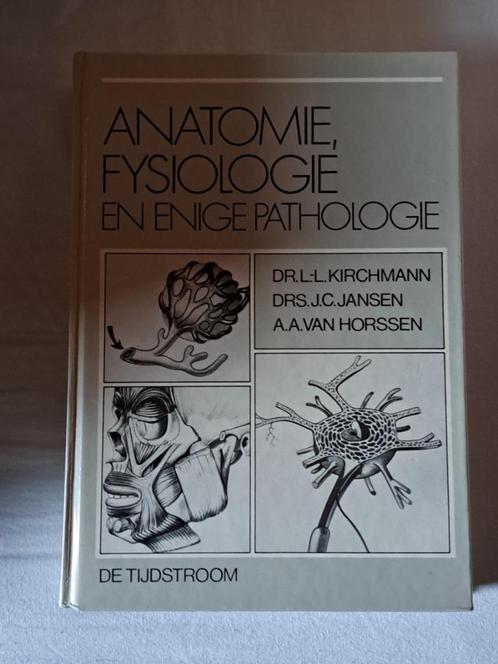 ANATOMIE,
FYSIOLOGIE
EN ENIGE PATHOLOGIE
DR.L.-L.KIRCHMANN
DRS.J.C.JANSEN
A.A.VAN HORSSEN
DE TIJDSTROOM